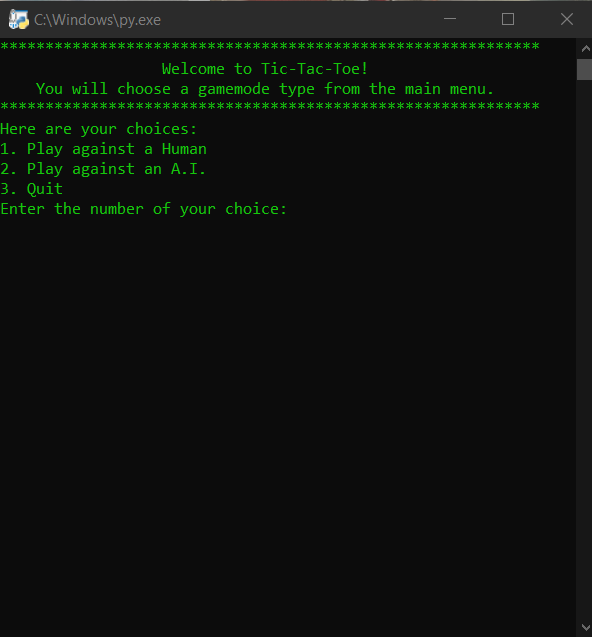 C:\Windows\py.exe
************************************************************
Welcome to Tic-Tac-Toe!
You will choose a gamemode type from the main menu.
************************************************************
Here are your choices:
1. Play against a Human
2. Play against an A.I.
3. Quit
Enter the number of your choice: